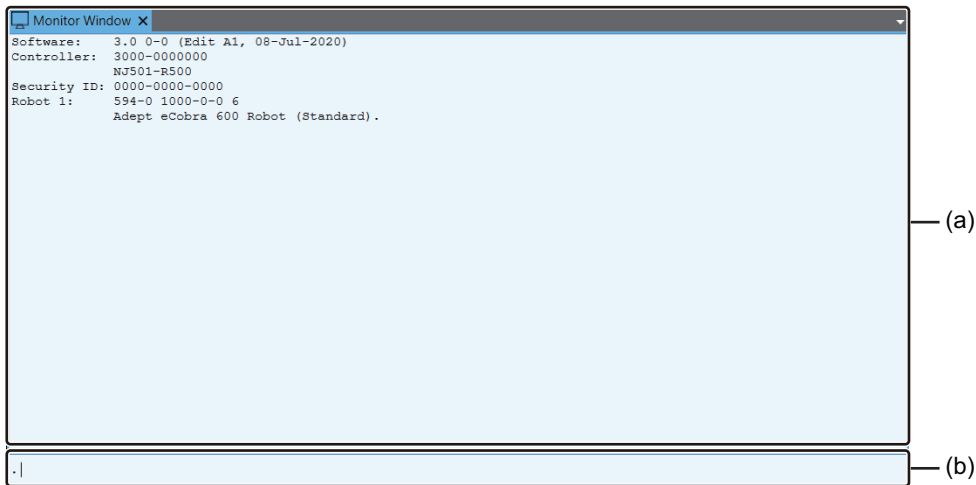 Monitor Window
Software: 3.0 0-0 (Edit A1, 08-Jul-2020)
Controller: 3000-0000000
NJ501-R500
Security ID: 0000-0000-0000
Robot 1: 594-0 1000-0-0 6
Adept eCobra 600 Robot (Standard).
(a)
.
(b)